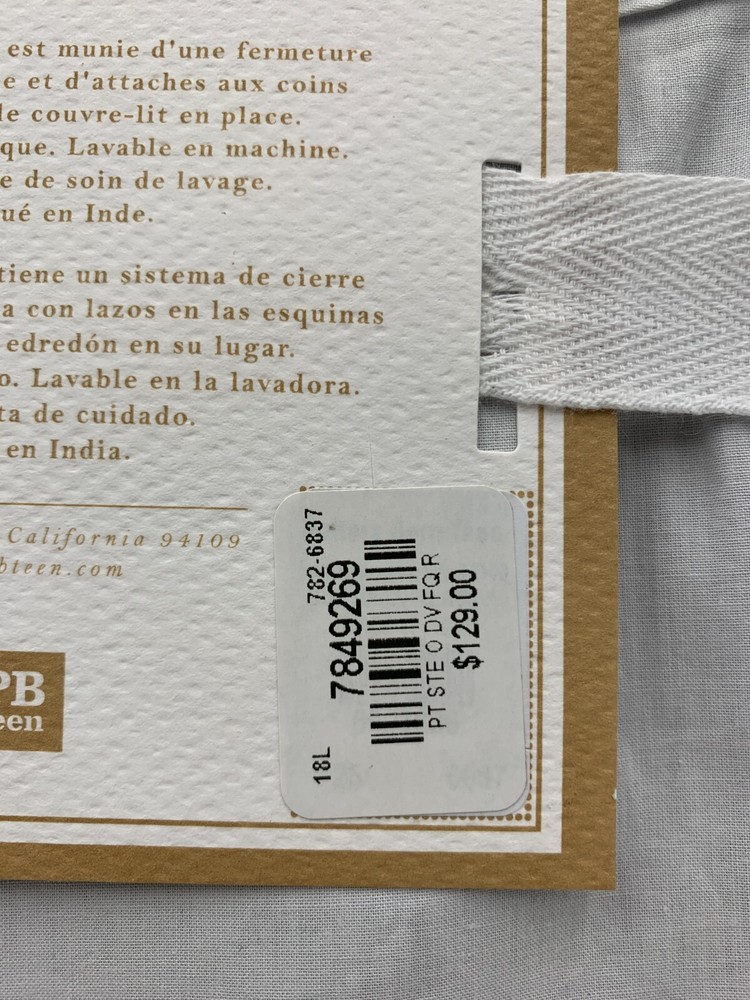 est munie d'une fermeture
e et d'attaches aux coins
le couvre-lit en place.
que. Lavable en machine.
e de soin de lavage.
ué en Inde.
tiene un sistema de cierre
a con lazos en las esquinas
edredón en su lugar.
o. Lavable en la lavadora.
ta de cuidado.
en India.
California 94109
bteen.com
PB
een
782-6837
7849269
PT STE O DV FQ R
$129.00
18L